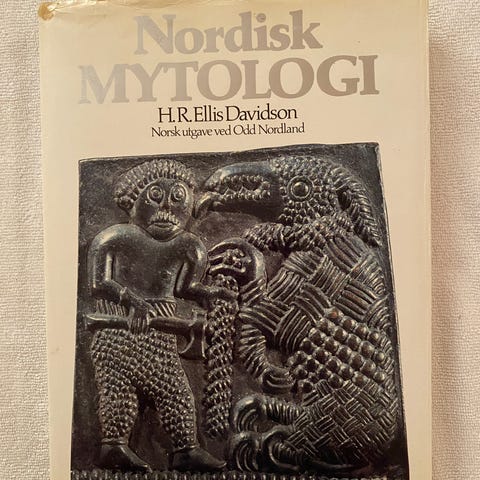 Nordisk
MYTOLOGI
H.R. Ellis Davidson
Norsk utgave ved Odd Nordland